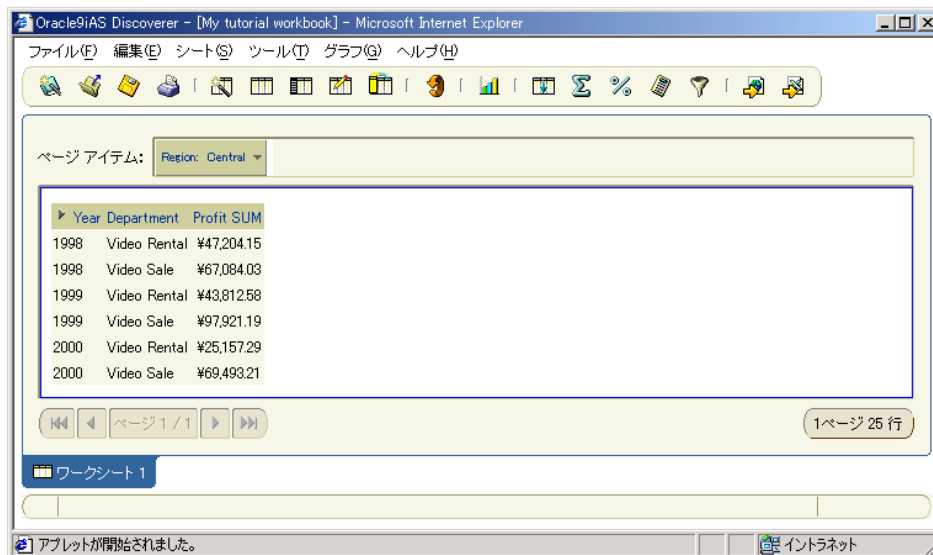 Oracle9iAS Discoverer - [My tutorial workbook] - Microsoft Internet Explorer
ファイル(F) 編集(E) シート(S) ツール(T) グラフ(G) ヘルプ(H)
ページ アイテム: Region: Central
Year Department Profit SUM
1998 Video Rental ¥47,204.15
1998 Video Sale ¥67,084.03
1999 Video Rental ¥43,812.58
1999 Video Sale ¥97,921.19
2000 Video Rental ¥25,157.29
2000 Video Sale ¥69,493.21
ページ 1 / 1 1ページ 25 行
ワークシート 1
アプレットが開始されました。 イントラネット